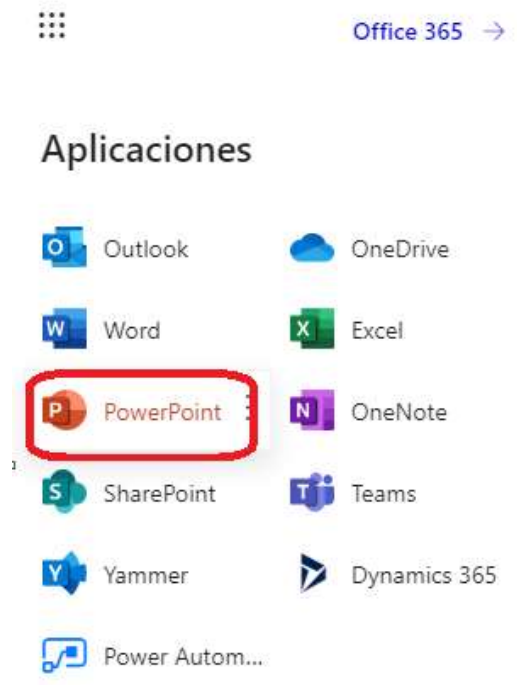 Office 365 →
Aplicaciones
Outlook OneDrive
Word Excel
PowerPoint OneNote
SharePoint Teams
Yammer Dynamics 365
Power Autom...